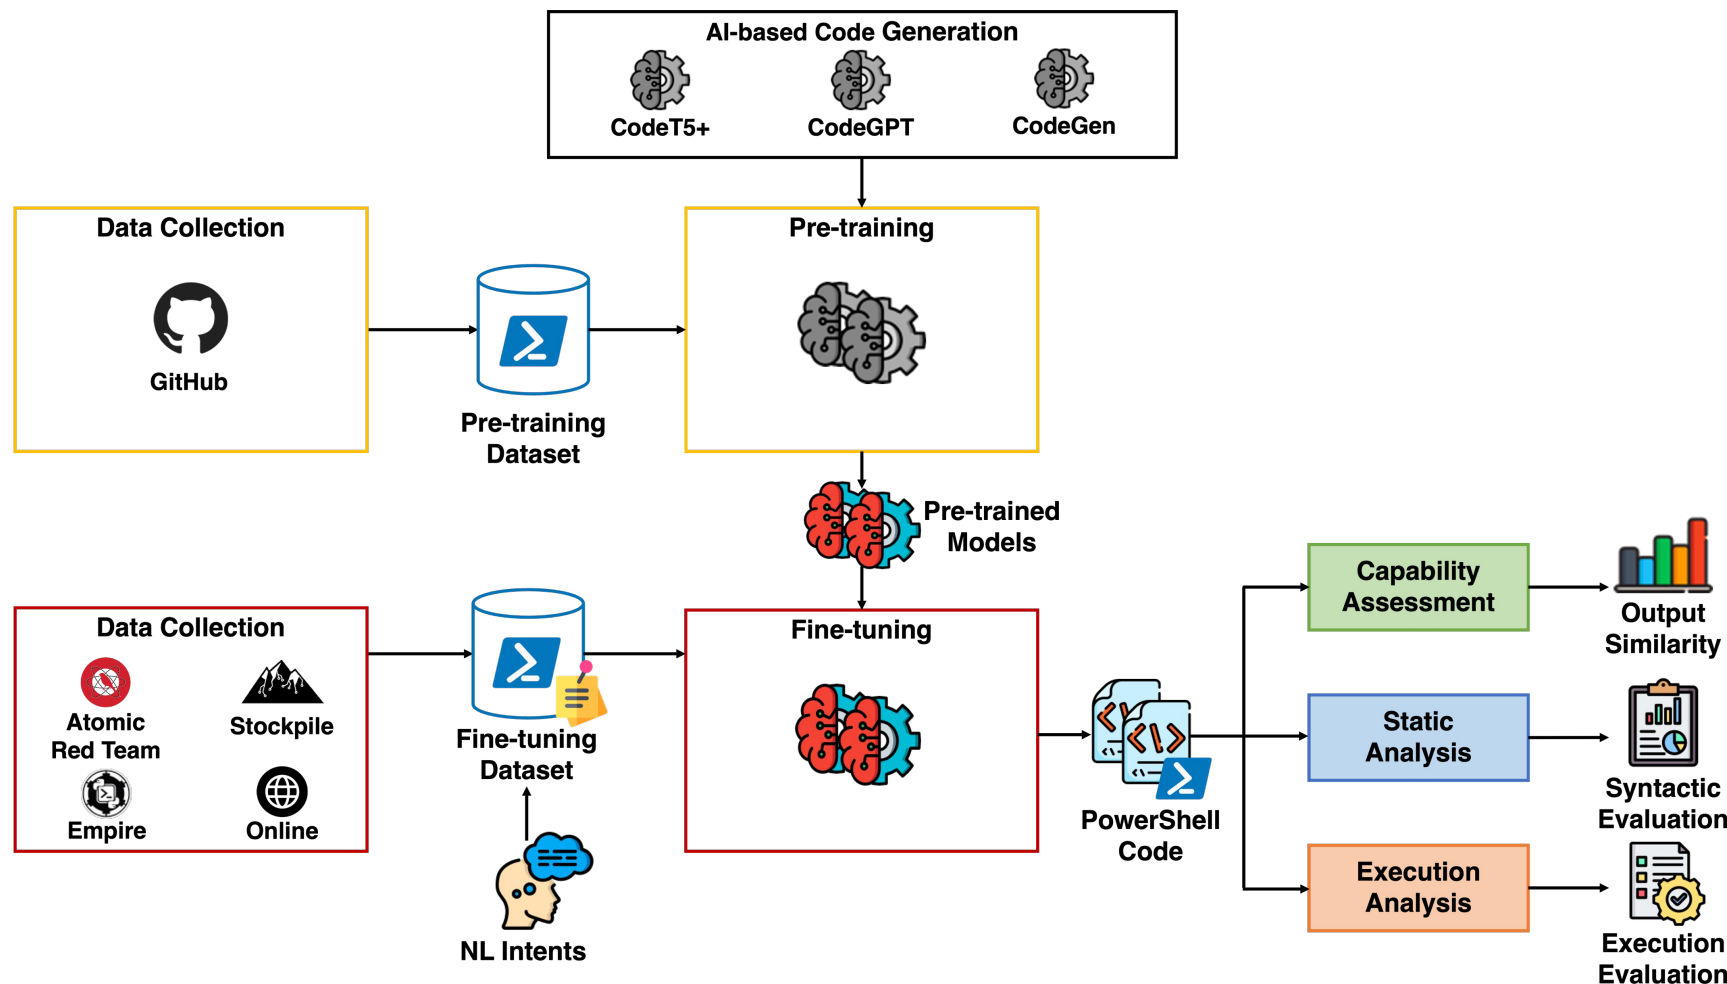 AI-based Code Generation
CodeT5+
CodeGPT
CodeGen
Data Collection
GitHub
Pre-training
Dataset
Pre-training
Pre-trained
Models
Data Collection
Atomic
Red Team
Stockpile
Empire
Online
Fine-tuning
Dataset
NL Intents
Fine-tuning
PowerShell
Code
Capability
Assessment
Output
Similarity
Static
Analysis
Syntactic
Evaluation
Execution
Analysis
Execution
Evaluation